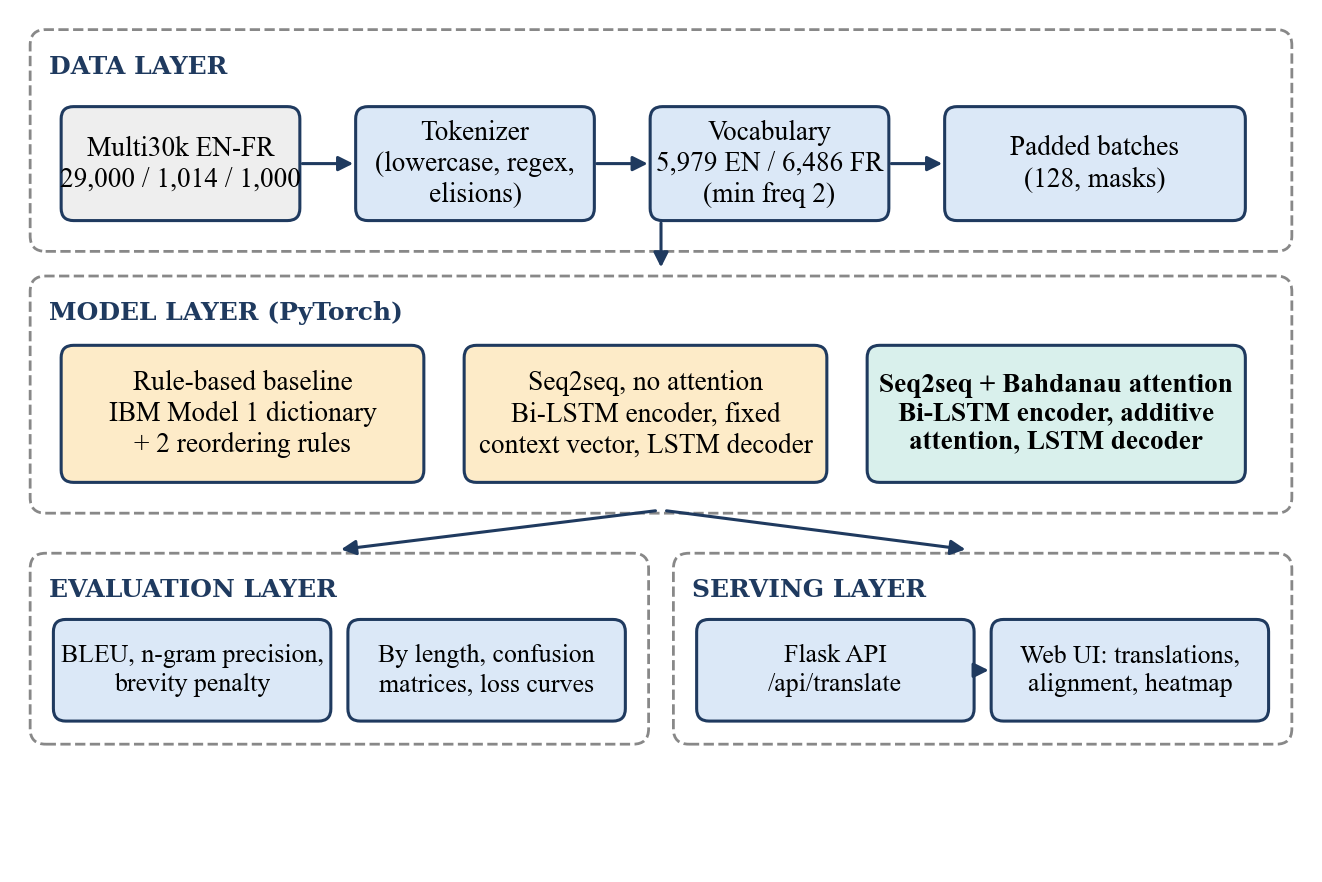 DATA LAYER
Multi30k EN-FR
29,000 / 1,014 / 1,000
Tokenizer
(lowercase, regex,
elisions)
Vocabulary
5,979 EN / 6,486 FR
(min freq 2)
Padded batches
(128, masks)
MODEL LAYER (PyTorch)
Rule-based baseline
IBM Model 1 dictionary
+ 2 reordering rules
Seq2seq, no attention
Bi-LSTM encoder, fixed
context vector, LSTM decoder
Seq2seq + Bahdanau attention
Bi-LSTM encoder, additive
attention, LSTM decoder
EVALUATION LAYER
BLEU, n-gram precision,
brevity penalty
By length, confusion
matrices, loss curves
SERVING LAYER
Flask API
/api/translate
Web UI: translations,
alignment, heatmap